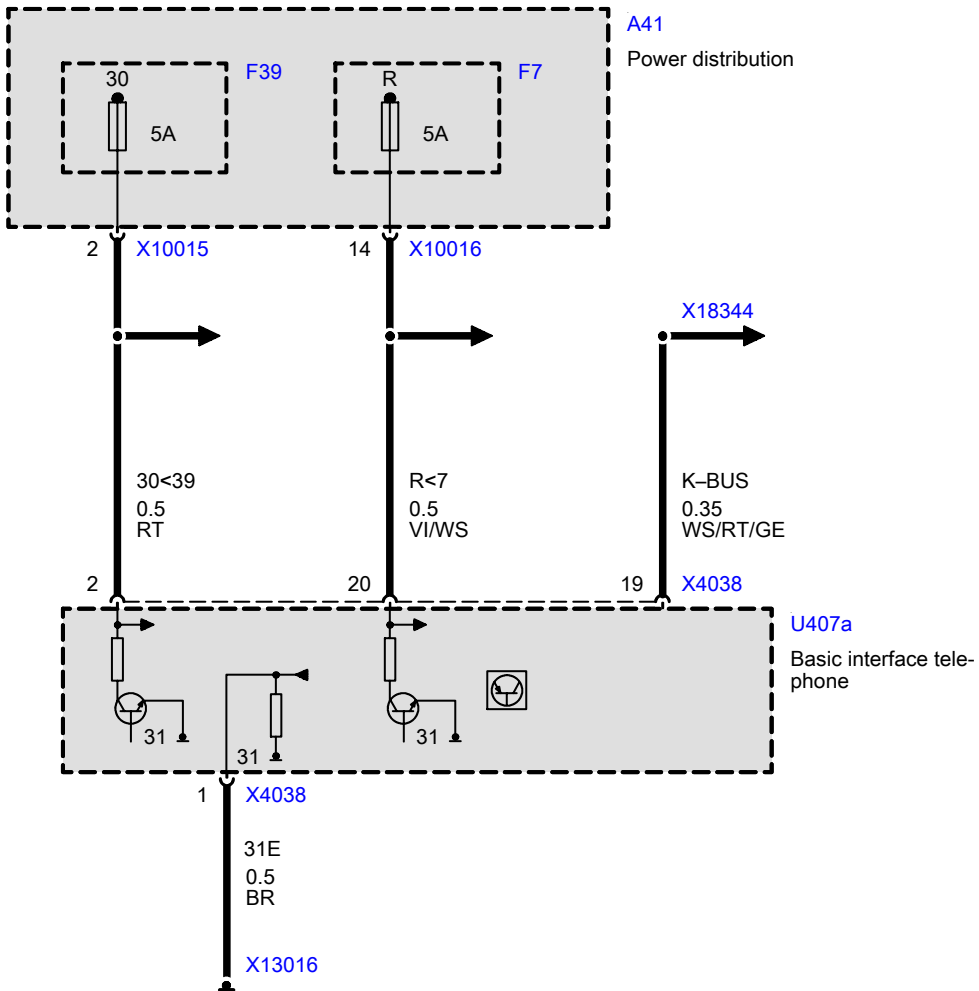 A41
Power distribution
30
F39
R
F7
5A
5A
2
X10015
14
X10016
X18344
30<39
0.5
RT
R<7
0.5
VI/WS
K–BUS
0.35
WS/RT/GE
2
20
19
X4038
U407a
Basic interface tele-
phone
31
31
31
1
X4038
31E
0.5
BR
X13016